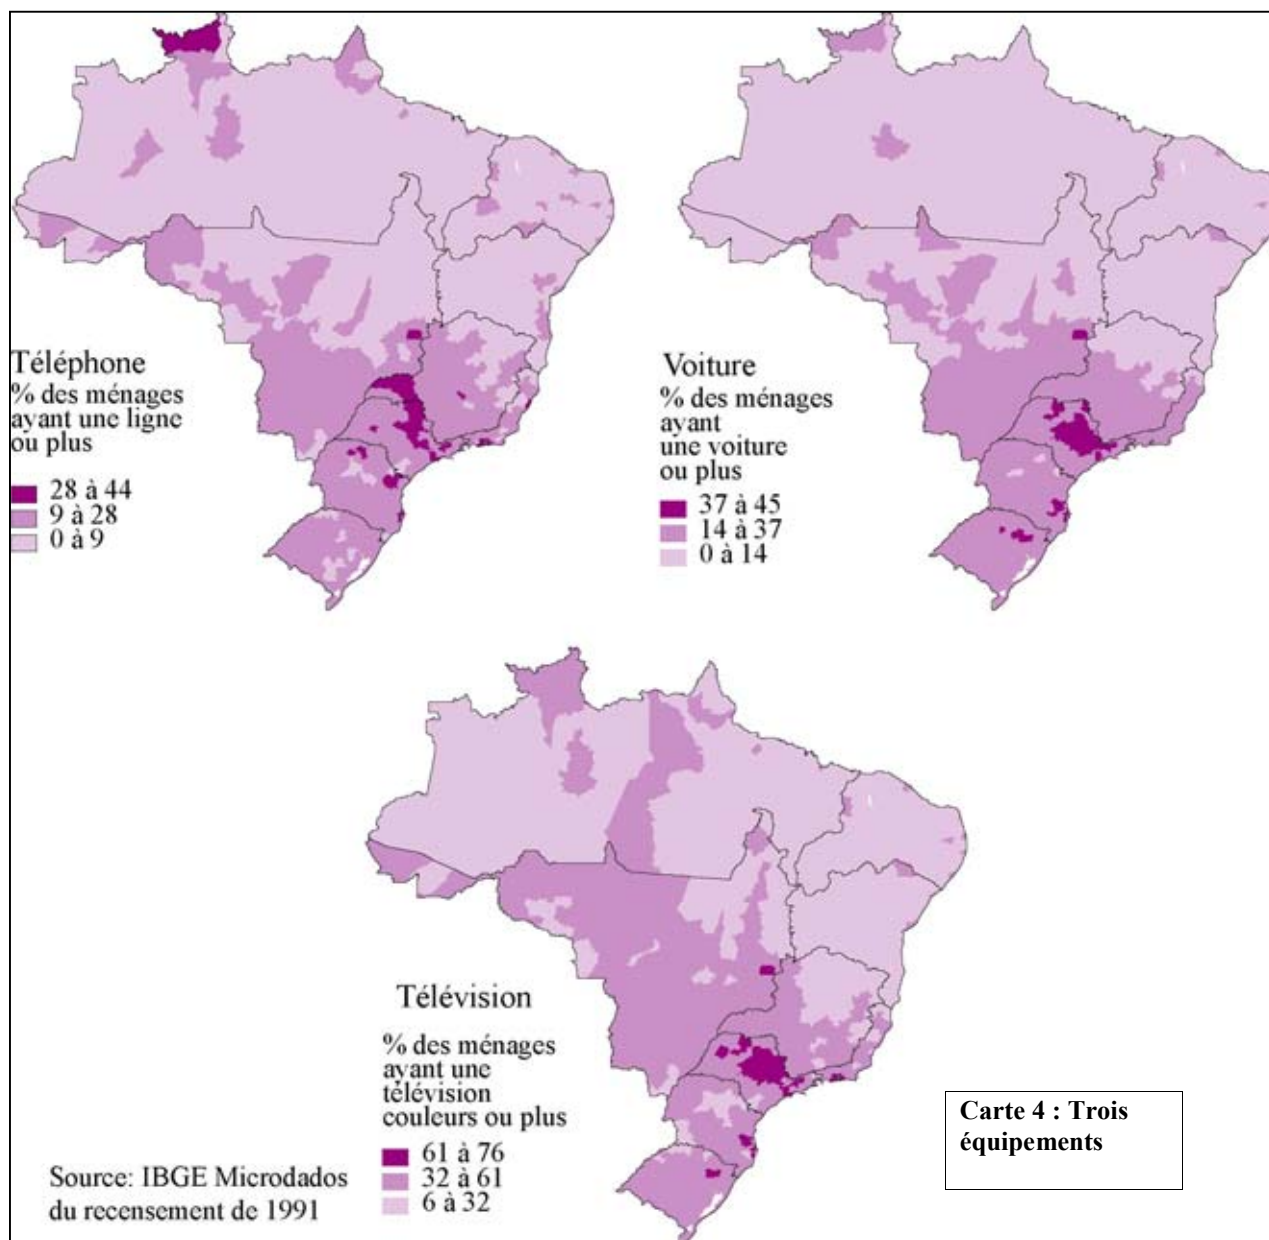 Téléphone
% des ménages
ayant une ligne
ou plus
28 à 44
9 à 28
0 à 9
Voiture
% des ménages
ayant
une voiture
ou plus
37 à 45
14 à 37
0 à 14
Télévision
% des ménages
ayant une
télévision
couleurs ou plus
61 à 76
32 à 61
6 à 32
Source: IBGE Microdados
du recensement de 1991
Carte 4 : Trois
équipements